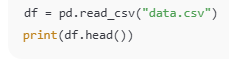 df = pd.read_csv("data.csv")
print(df.head())